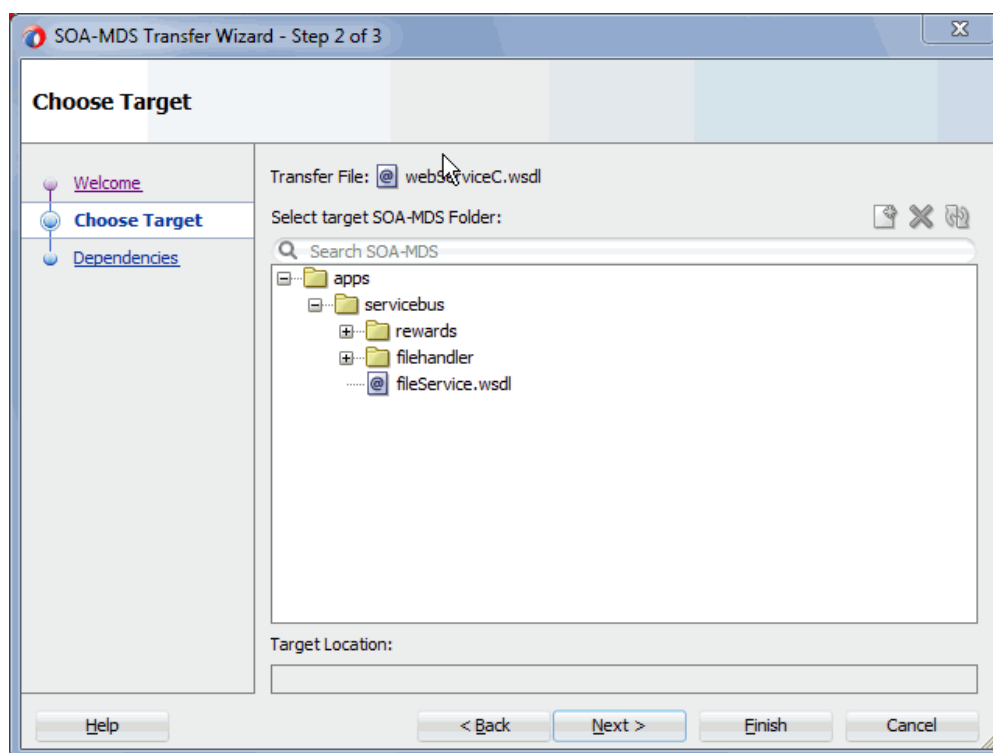 SOA-MDS Transfer Wizard - Step 2 of 3
Choose Target
Welcome
Choose Target
Dependencies
Transfer File: webServiceC.wsdl
Select target SOA-MDS Folder:
Search SOA-MDS
apps
servicebus
rewards
filehandler
fileService.wsdl
Target Location:
Help
< Back
Next >
Finish
Cancel